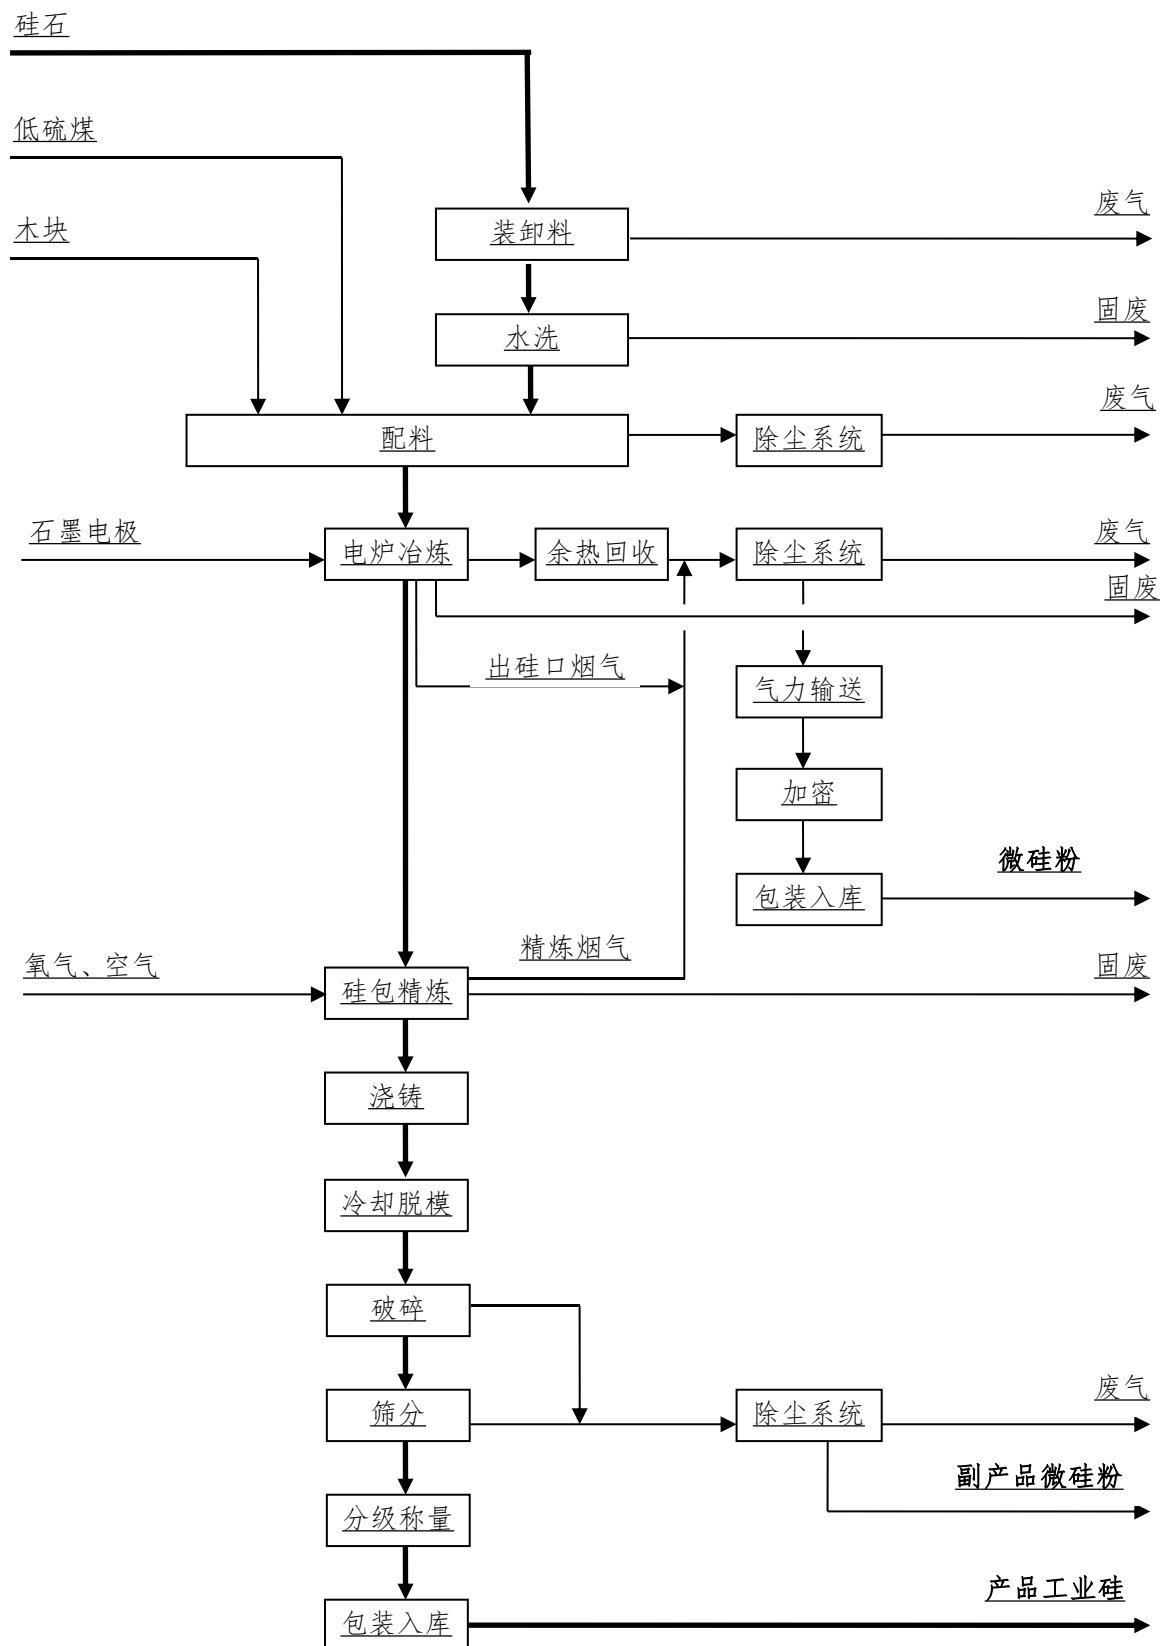 硅石
低硫煤
木块
装卸料
废气
水洗
固废
配料
除尘系统
废气
石墨电极
电炉冶炼
余热回收
除尘系统
废气
固废
出硅口烟气
气力输送
加密
微硅粉
包装入库
精炼烟气
氧气、空气
硅包精炼
固废
浇铸
冷却脱模
破碎
筛分
除尘系统
废气
副产品微硅粉
分级称量
产品工业硅
包装入库